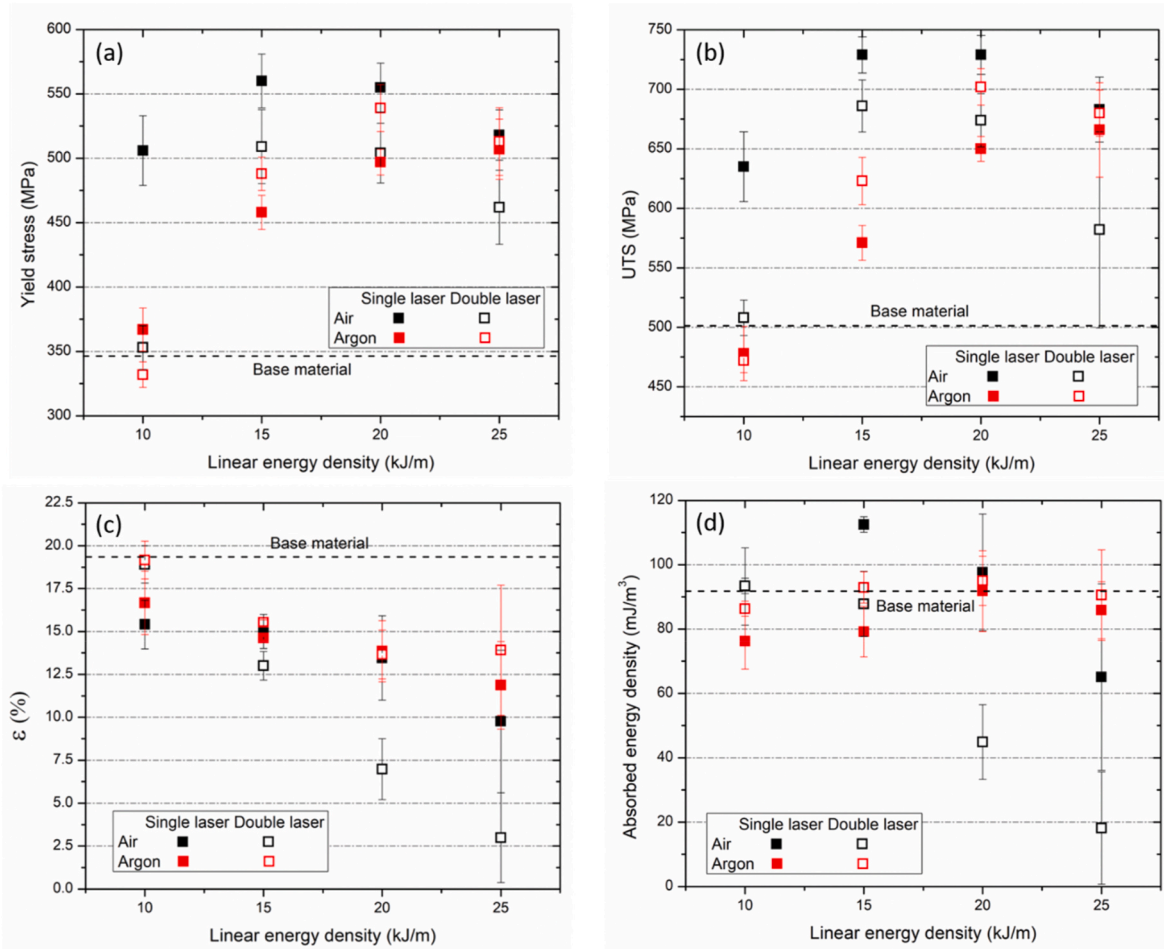 (a)
600
550
500
450
400
350
300
Yield stress (MPa)
Single laser Double laser
Air
Argon
Base material
10 15 20 25
Linear energy density (kJ/m)
(b)
750
700
650
600
550
500
450
UTS (MPa)
Base material
Single laser Double laser
Air
Argon
10 15 20 25
Linear energy density (kJ/m)
(c)
22.5
20.0
17.5
15.0
12.5
10.0
7.5
5.0
2.5
0.0
ε (%)
Base material
Single laser Double laser
Air
Argon
10 15 20 25
Linear energy density (kJ/m)
(d)
120
100
80
60
40
20
0
Absorbed energy density (mJ/m³)
Base material
Single laser Double laser
Air
Argon
10 15 20 25
Linear energy density (kJ/m)